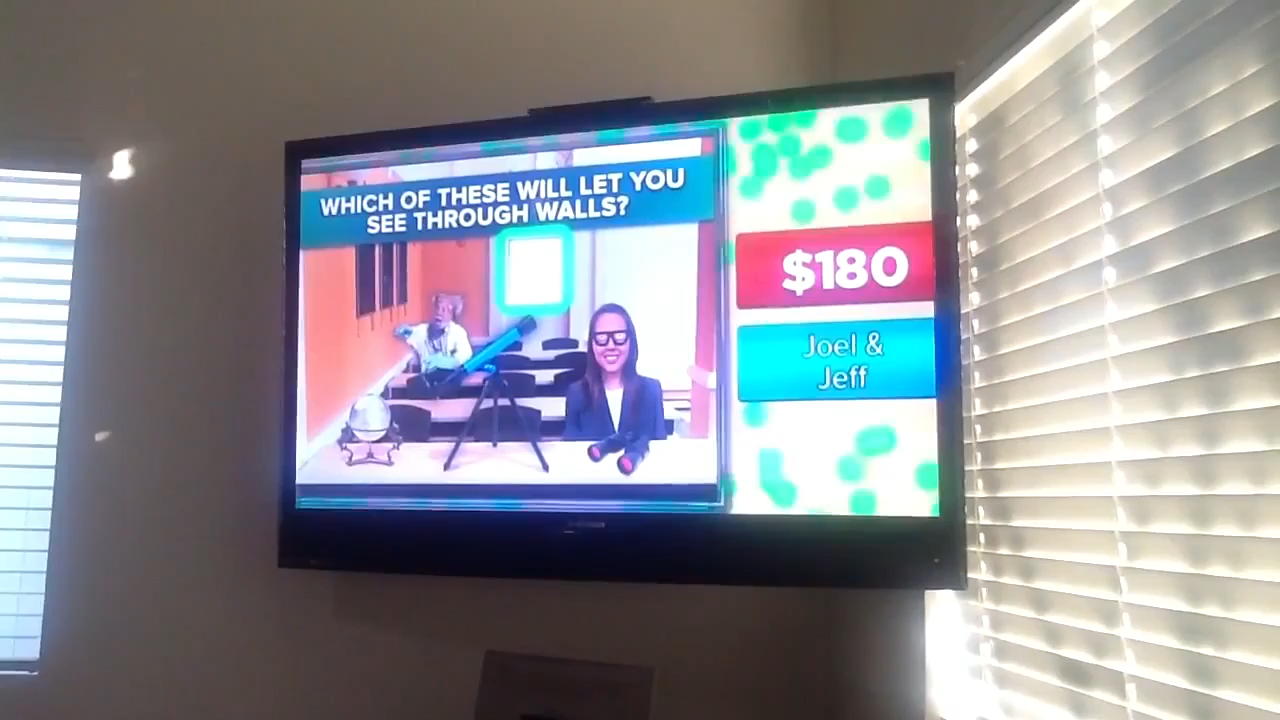 WHICH OF THESE WILL LET YOU
SEE THROUGH WALLS?
$180
Joel &
Jeff